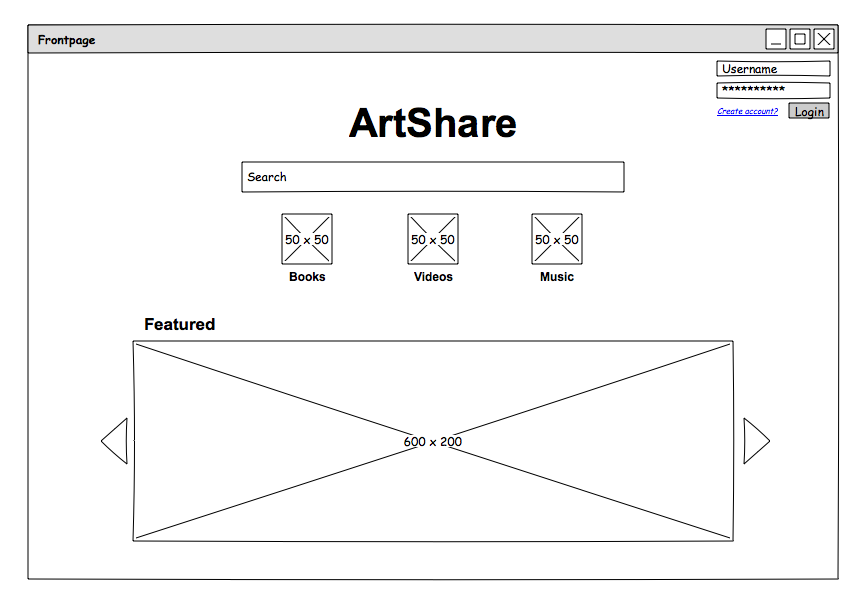 Frontpage
Username
**********
Create account?
Login
ArtShare
Search
50 x 50
50 x 50
50 x 50
Books
Videos
Music
Featured
600 x 200